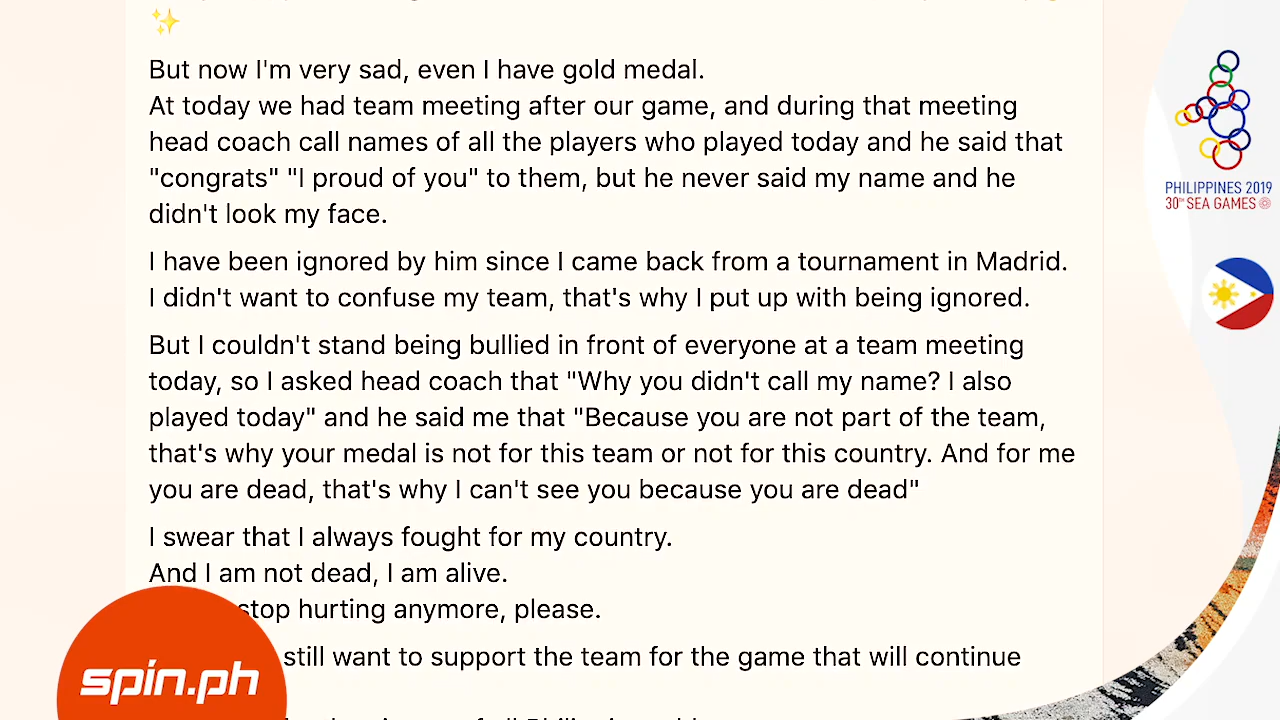 But now I'm very sad, even I have gold medal.
At today we had team meeting after our game, and during that meeting
head coach call names of all the players who played today and he said that
"congrats" "I proud of you" to them, but he never said my name and he
didn't look my face.
I have been ignored by him since I came back from a tournament in Madrid.
I didn't want to confuse my team, that's why I put up with being ignored.
But I couldn't stand being bullied in front of everyone at a team meeting
today, so I asked head coach that "Why you didn't call my name? I also
played today" and he said me that "Because you are not part of the team,
that's why your medal is not for this team or not for this country. And for me
you are dead, that's why I can't see you because you are dead"
I swear that I always fought for my country.
And I am not dead, I am alive.
stop hurting anymore, please.
still want to support the team for the game that will continue
PHILIPPINES 2019
30TH SEA GAMES
spin.ph